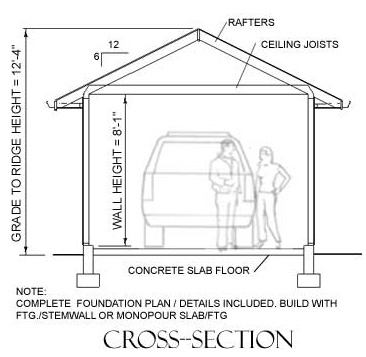 RAFTERS
12
6
CEILING JOISTS
GRADE TO RIDGE HEIGHT = 12'-4"
WALL HEIGHT = 8'-1"
CONCRETE SLAB FLOOR
NOTE:
COMPLETE FOUNDATION PLAN / DETAILS INCLUDED. BUILD WITH
FTG./STEMWALL OR MONOPOUR SLAB/FTG
CROSS--SECTION